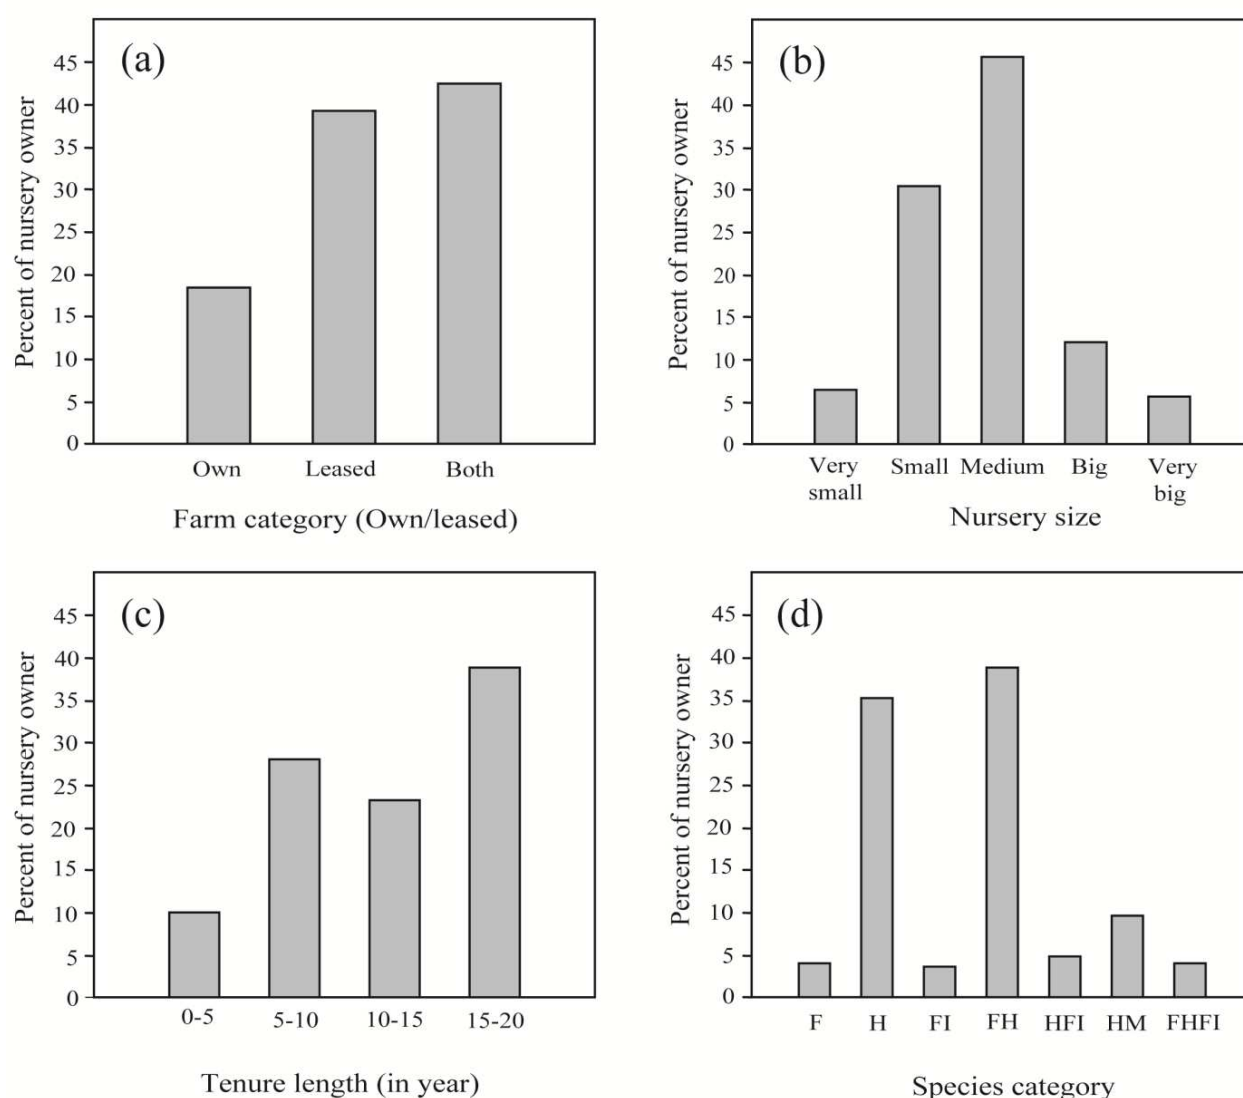 (a)
Percent of nursery owner
45
40
35
30
25
20
15
10
5
0
Own Leased Both
Farm category (Own/leased)
(b)
Percent of nursery owner
45
40
35
30
25
20
15
10
5
0
Very small Small Medium Big Very big
Nursery size
(c)
Percent of nursery owner
45
40
35
30
25
20
15
10
5
0
0-5 5-10 10-15 15-20
Tenure length (in year)
(d)
Percent of nursery owner
45
40
35
30
25
20
15
10
5
0
F H FI FH HFI HM FHFI
Species category